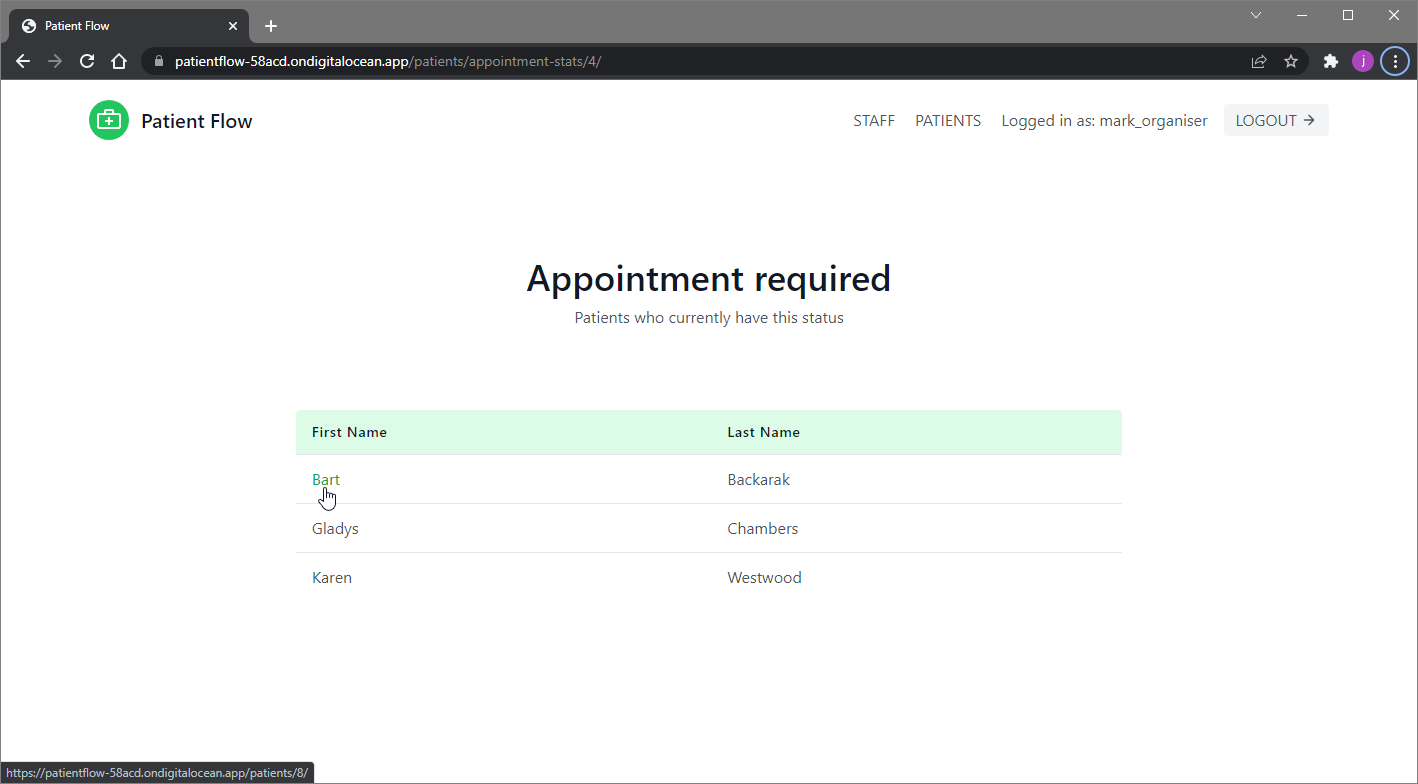 Patient Flow
patientflow-58acd.ondigitalocean.app/patients/appointment-stats/4/
j
Patient Flow
STAFF PATIENTS Logged in as: mark_organiser LOGOUT →
Appointment required
Patients who currently have this status
First Name Last Name
Bart Backarak
Gladys Chambers
Karen Westwood
https://patientflow-58acd.ondigitalocean.app/patients/8/